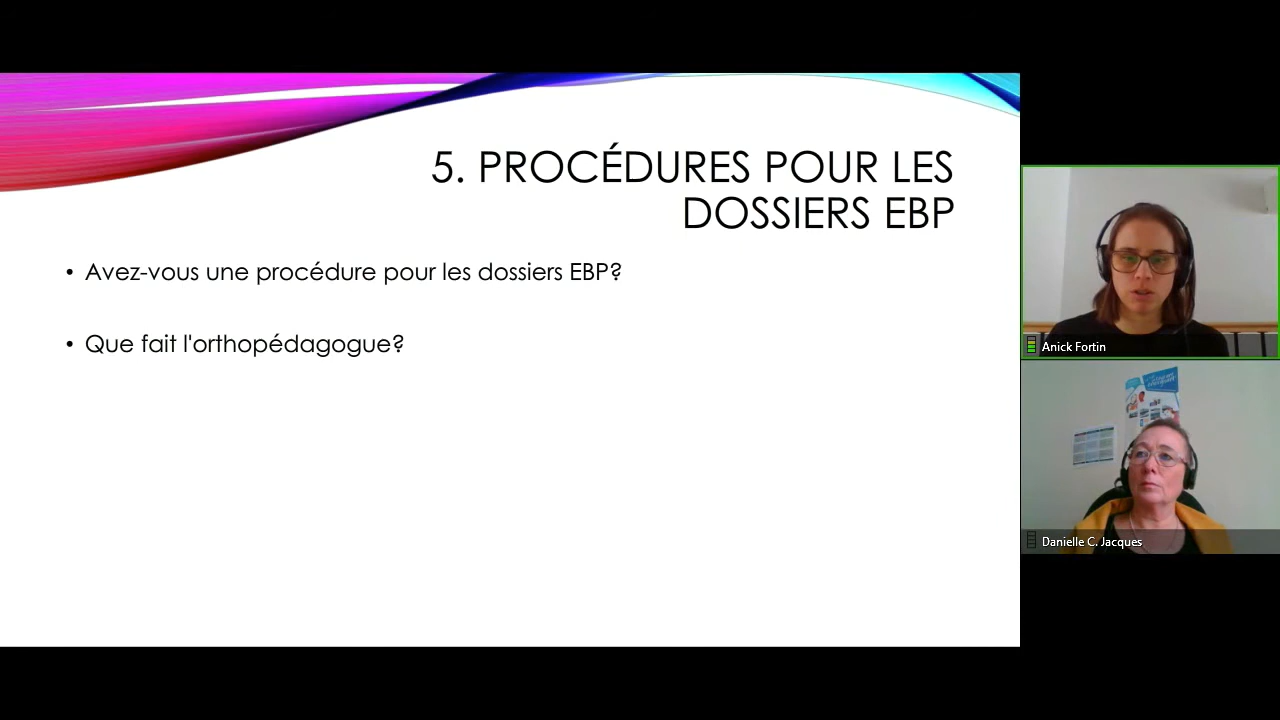 5. PROCÉDURES POUR LES
DOSSIERS EBP
• Avez-vous une procédure pour les dossiers EBP?
• Que fait l'orthopédagogue?
Anick Fortin
Danielle C. Jacques